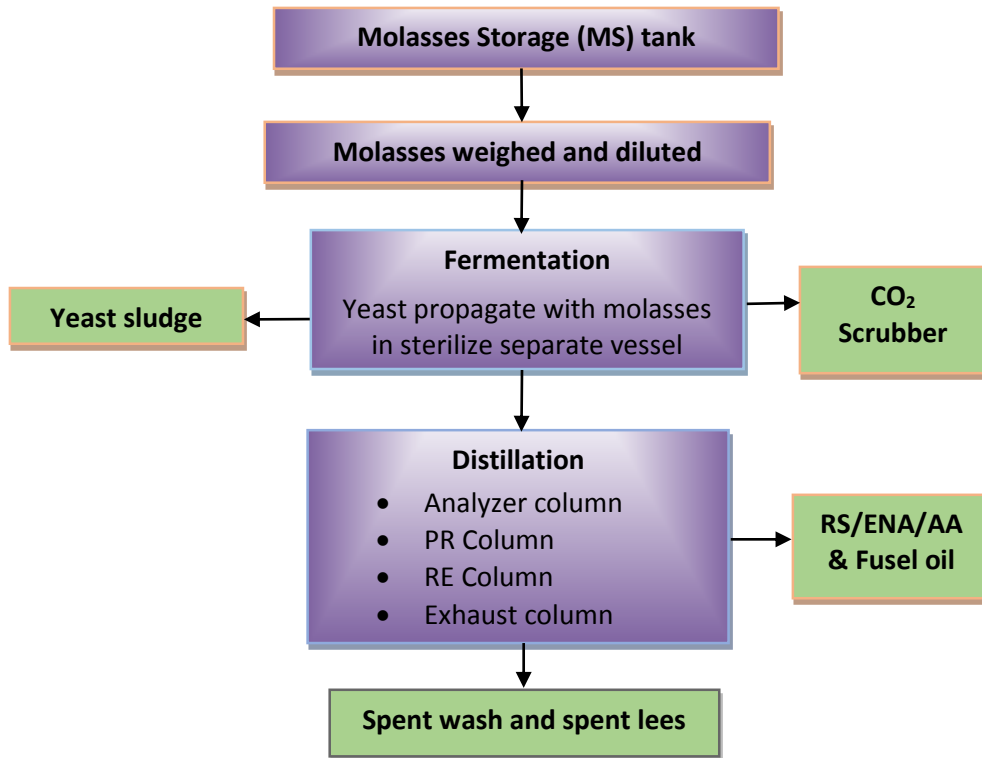 Molasses Storage (MS) tank
Molasses weighed and diluted
Fermentation
Yeast propagate with molasses
in sterilize separate vessel
Yeast sludge
CO₂
Scrubber
Distillation
• Analyzer column
• PR Column
• RE Column
• Exhaust column
RS/ENA/AA
& Fusel oil
Spent wash and spent lees